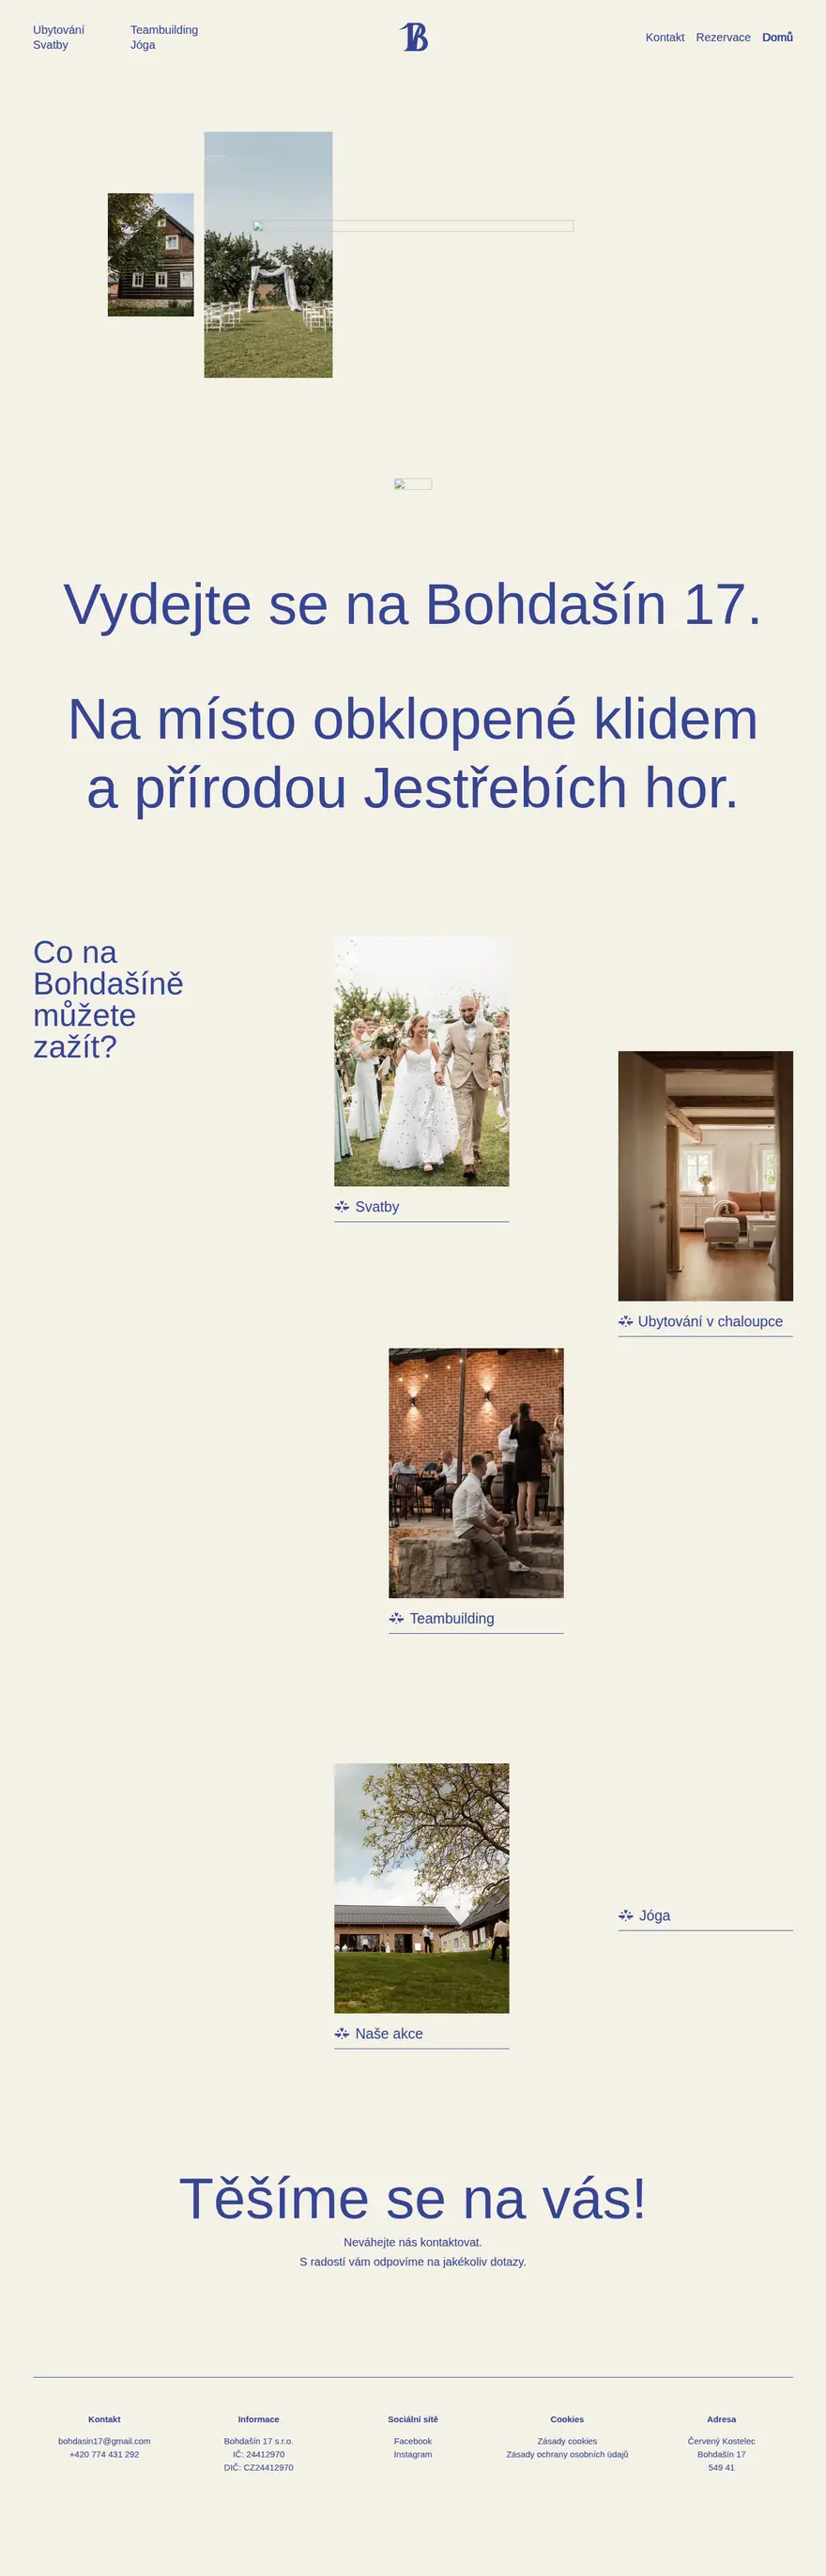 Ubytování
Svatby
Teambuilding
Jóga
Kontakt
Rezervace
Domů
Vydejte se na Bohdašín 17.
Na místo obklopené klidem
a přírodou Jestřebích hor.
Co na
Bohdašíně
můžete
zažít?
Svatby
Ubytování v chaloupce
Teambuilding
Naše akce
Jóga
Těšíme se na vás!
Neváhejte nás kontaktovat.
S radostí vám odpovíme na jakékoliv dotazy.
Kontakt
bohdasin17@gmail.com
+420 774 431 292
Informace
Bohdašín 17 s.r.o.
IČ: 24412970
DIČ: CZ24412970
Sociální sítě
Facebook
Instagram
Cookies
Zásady cookies
Zásady ochrany osobních údajů
Adresa
Červený Kostelec
Bohdašín 17
549 41